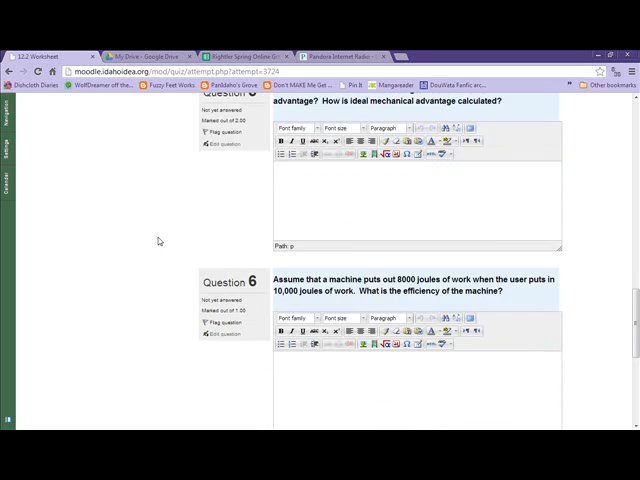 12.2 Worksheet
My Drive - Google Drive
Rightler Spring Online Gr
Pandora Internet Radio -
moodle.idahoidea.org/mod/quiz/attempt.php?attempt=3724
Dishcloth Diaries
WolfDreamer off the
Fuzzy Feet Works
PanIdaho's Grove
Don't MAKE Me Get
Pin It
Mangareader
DouWata Fanfic arc
Other bookmarks
Navigation
Settings
Calendar
Question
advantage? How is ideal mechanical advantage calculated?
Not yet answered
Marked out of 2.00
Flag question
Edit question
Font family
Font size
Paragraph
Path: p
Question 6
Not yet answered
Marked out of 1.00
Flag question
Edit question
Assume that a machine puts out 8000 joules of work when the user puts in
10,000 joules of work. What is the efficiency of the machine?
Font family
Font size
Paragraph